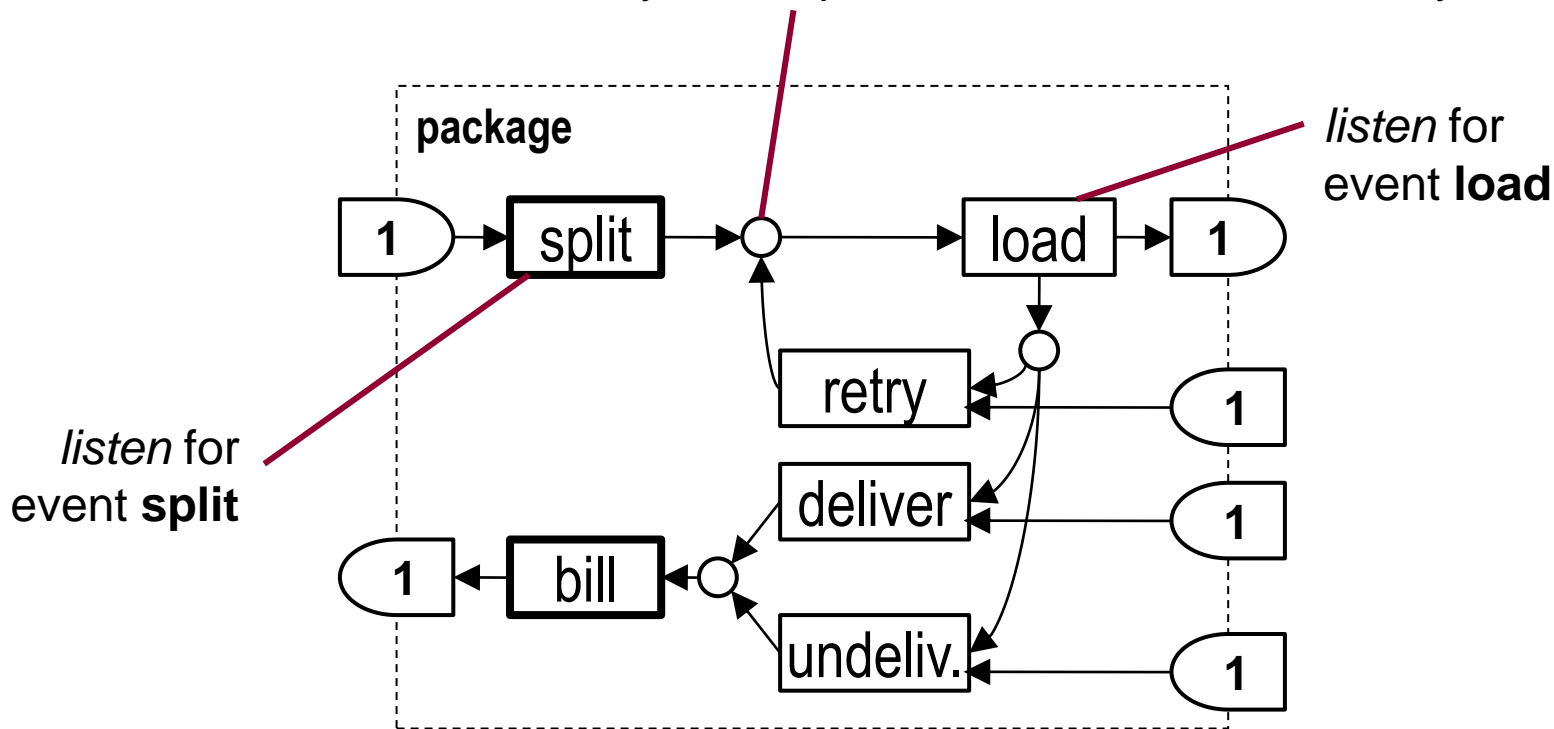 package
listen for
event load
1
split
load
1
retry
1
listen for
event split
deliver
1
1
bill
undeliv.
1